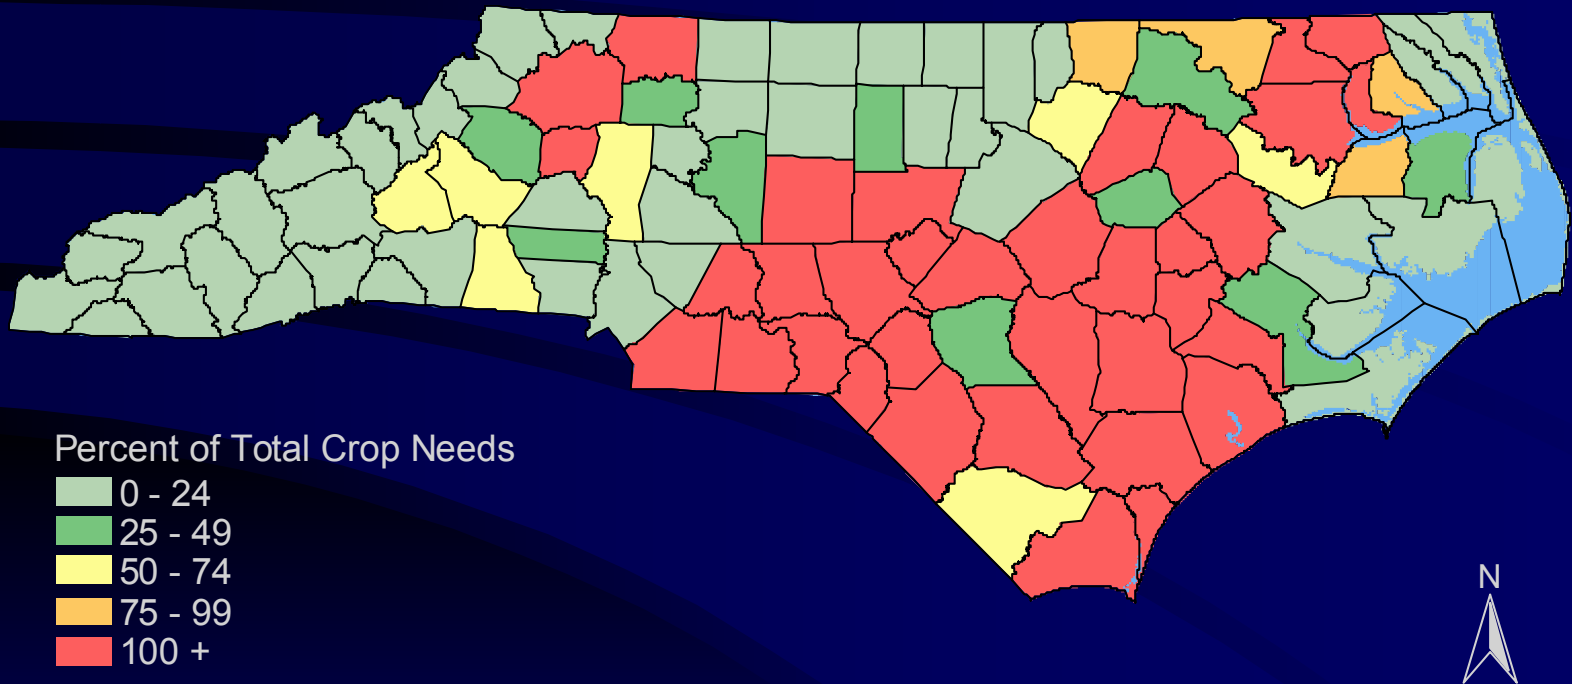 Percent of Total Crop Needs
0 - 24
25 - 49
50 - 74
75 - 99
100 +
N